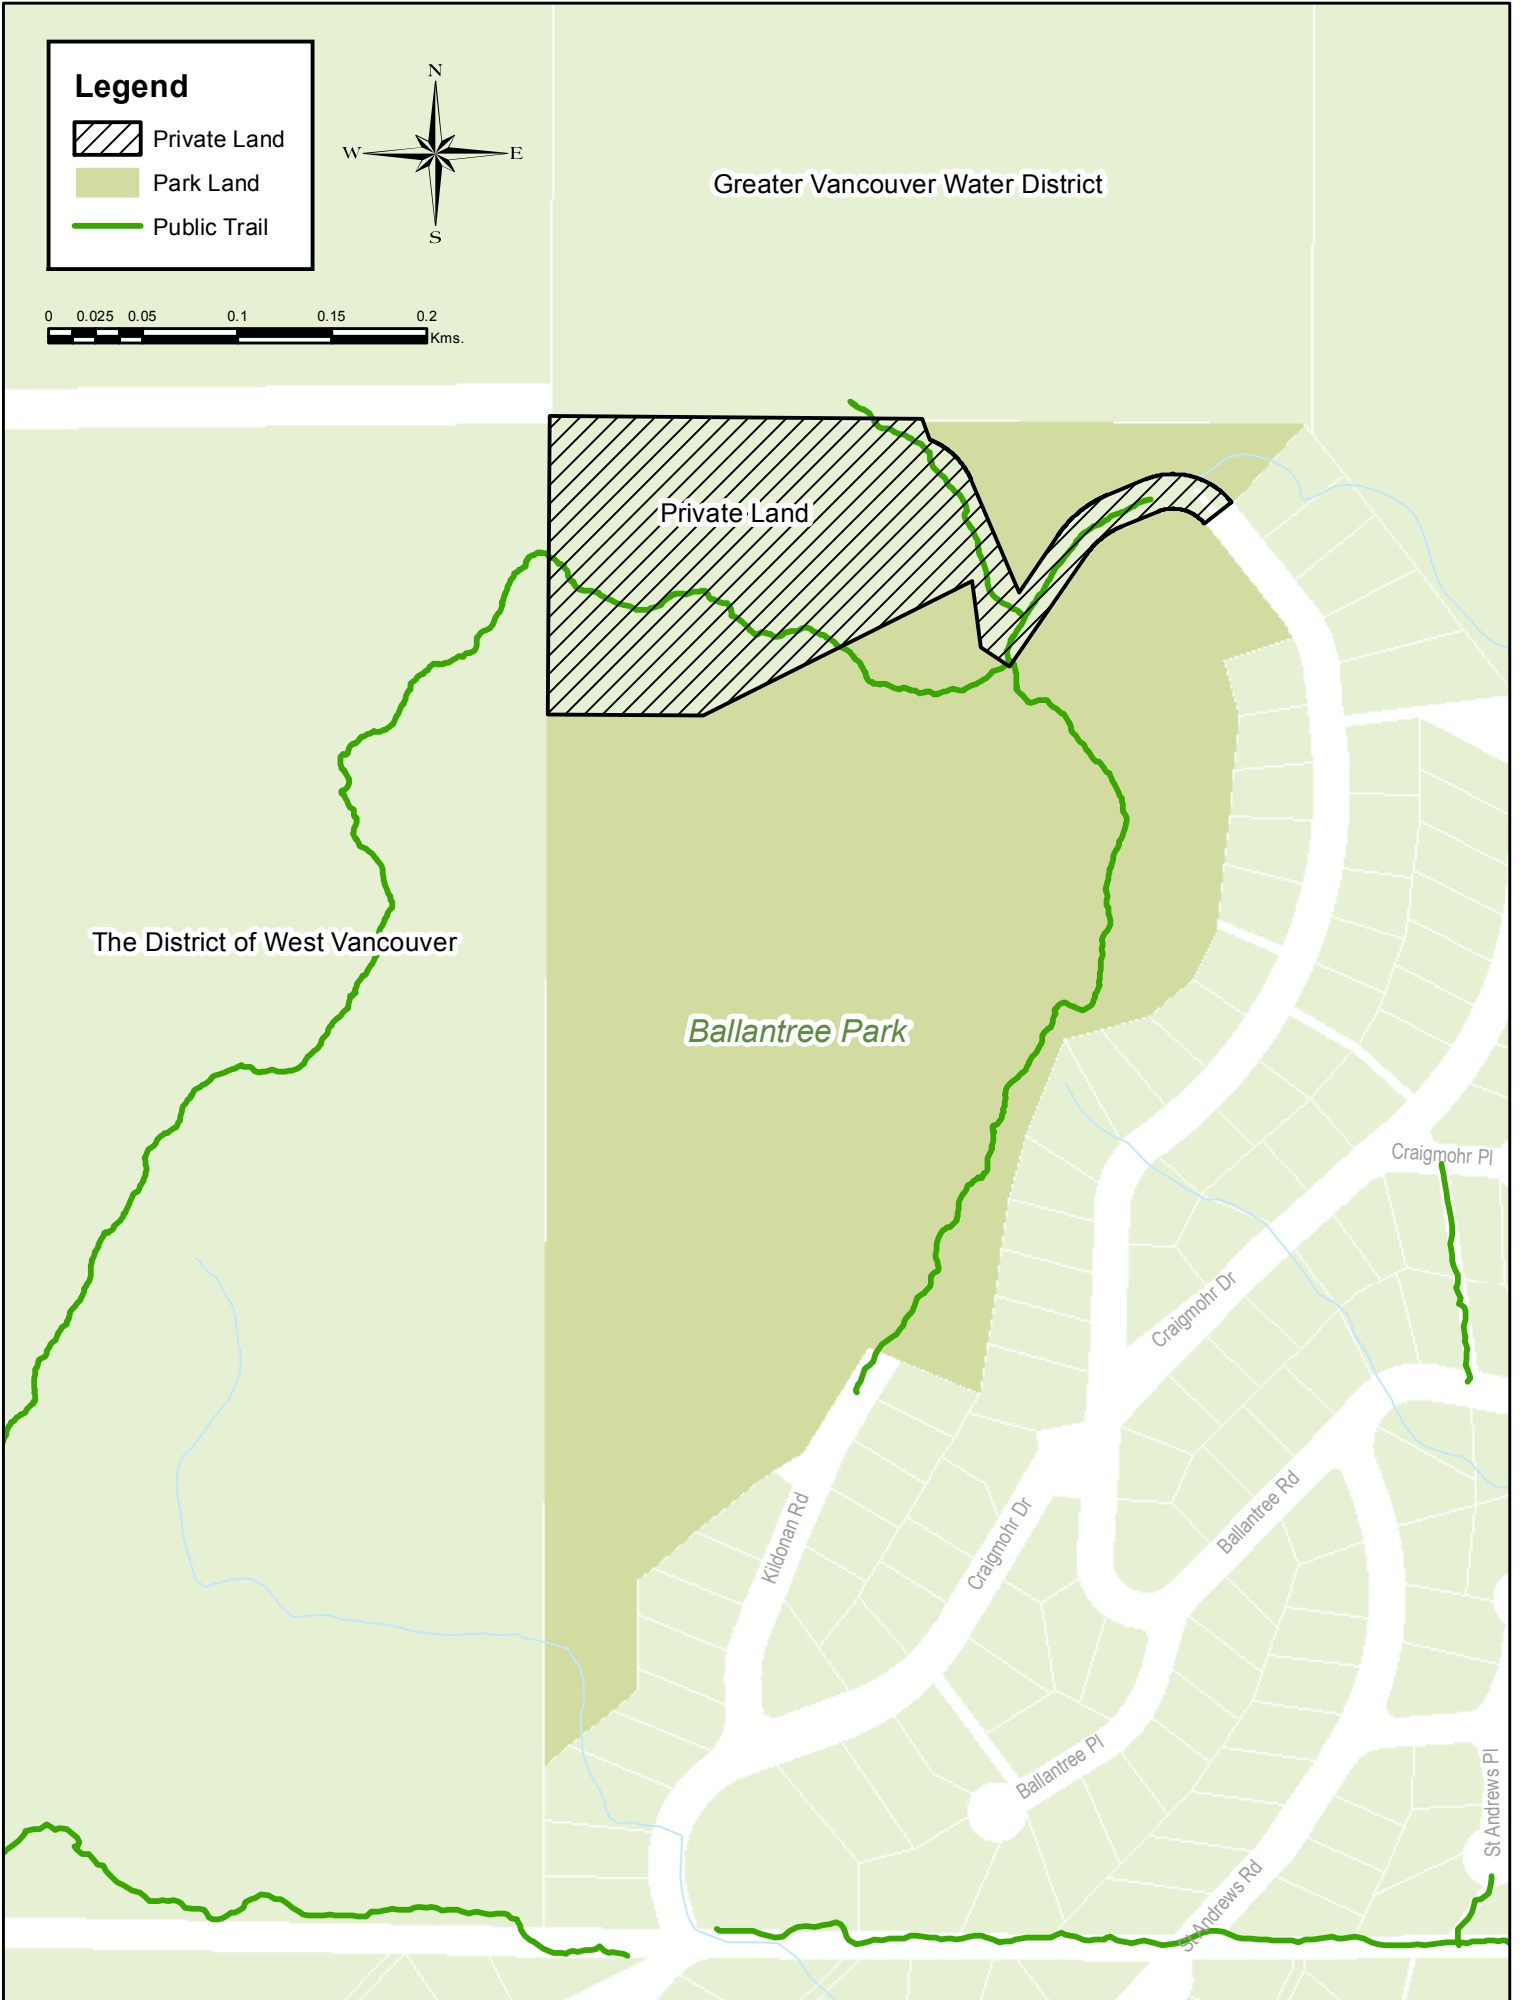 Legend
Private Land
Park Land
Public Trail
N
W E
S
0 0.025 0.05 0.1 0.15 0.2
Kms.
Greater Vancouver Water District
Private Land
The District of West Vancouver
Ballantree Park
Craigmohr Pl
Craigmohr Dr
Ballantree Rd
Kildonan Rd
Craigmohr Dr
Ballantree Pl
St Andrews Pl
St Andrews Rd